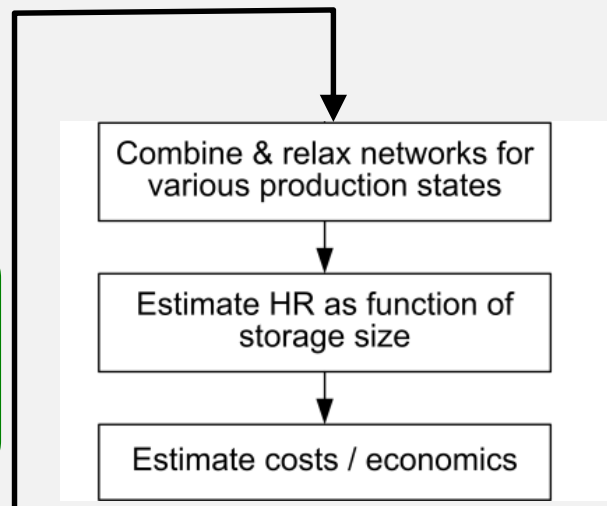 Combine & relax networks for
various production states
Estimate HR as function of
storage size
Estimate costs / economics